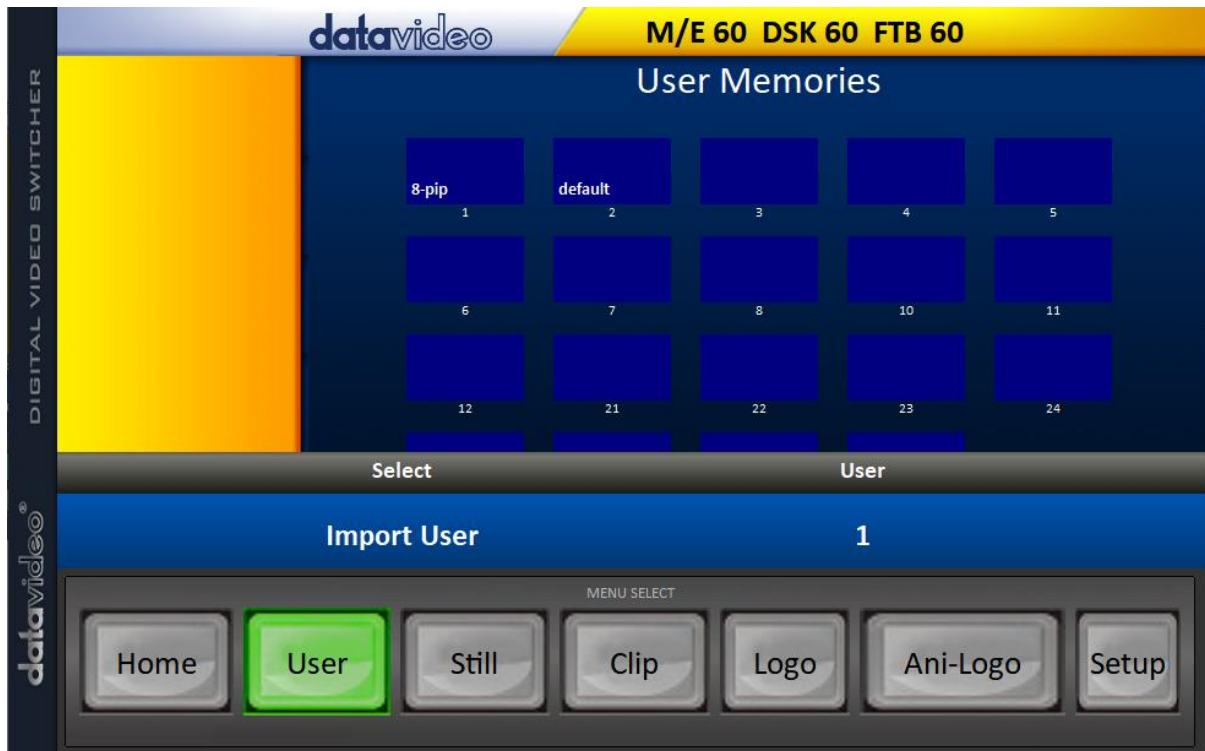 datavideo
M/E 60 DSK 60 FTB 60
User Memories
8-pip
default
1 2 3 4 5
6 7 8 10 11
12 21 22 23 24
Select User
Import User 1
MENU SELECT
Home User Still Clip Logo Ani-Logo Setup
DIGITAL VIDEO SWITCHER
datavideo®